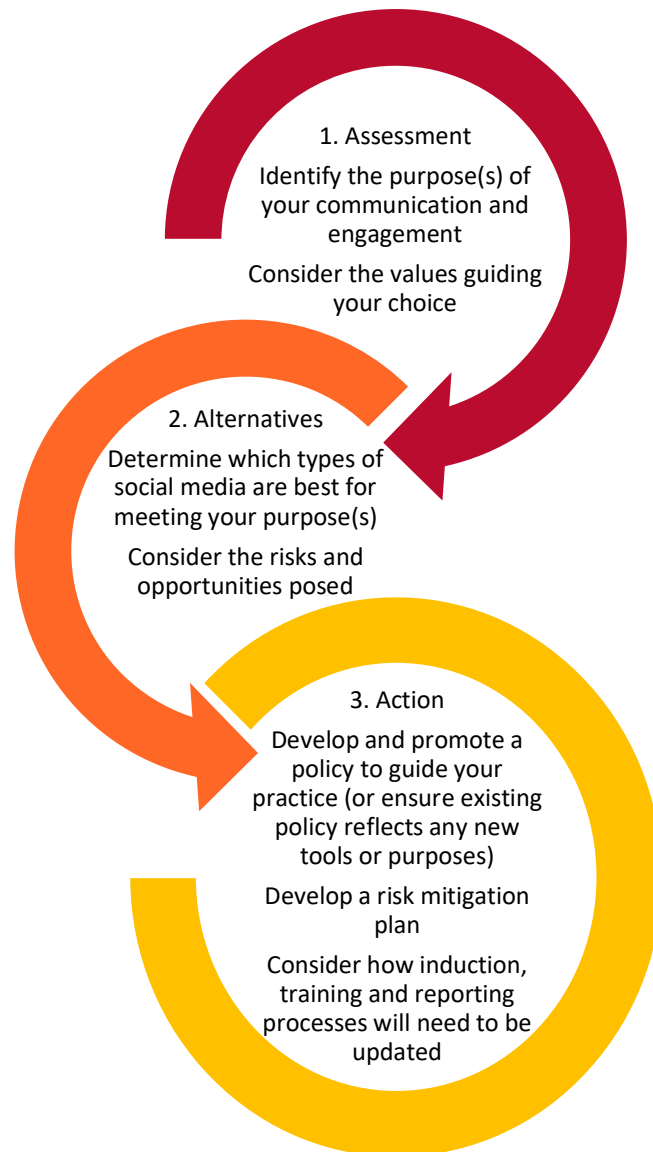 1. Assessment
Identify the purpose(s) of
your communication and
engagement
Consider the values guiding
your choice
2. Alternatives
Determine which types of
social media are best for
meeting your purpose(s)
Consider the risks and
opportunities posed
3. Action
Develop and promote a
policy to guide your
practice (or ensure existing
policy reflects any new
tools or purposes)
Develop a risk mitigation
plan
Consider how induction,
training and reporting
processes will need to be
updated